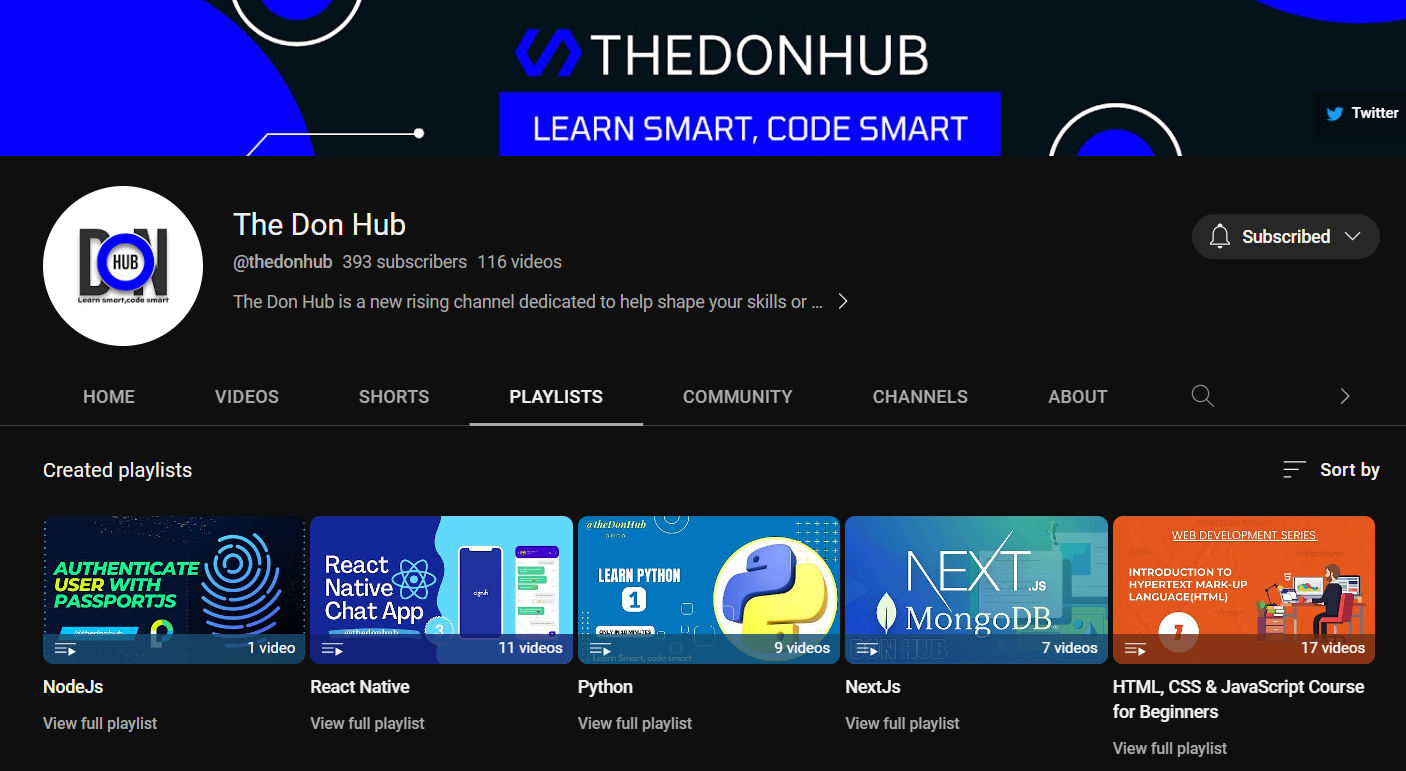 THEDONHUB
LEARN SMART, CODE SMART
Twitter
DON
HUB
Learn smart,code smart
The Don Hub
@thedonhub 393 subscribers 116 videos
The Don Hub is a new rising channel dedicated to help shape your skills or ...
Subscribed
HOME VIDEOS SHORTS PLAYLISTS COMMUNITY CHANNELS ABOUT
Created playlists
Sort by
AUTHENTICATE
USER WITH
PASSPORTJS
@thedonhub
1 video
NodeJs
View full playlist
React
Native
Chat App
@thedonhub
3
11 videos
React Native
View full playlist
@theDonHub
LEARN PYTHON
1
ONLY IN 10 MINUTES
Learn Smart, code smart
9 videos
Python
View full playlist
NEXT.JS
MongoDB
DON HUB
7 videos
NextJs
View full playlist
WEB DEVELOPMENT SERIES
INTRODUCTION TO
HYPERTEXT MARK-UP
LANGUAGE(HTML)
1
17 videos
HTML, CSS & JavaScript Course
for Beginners
View full playlist